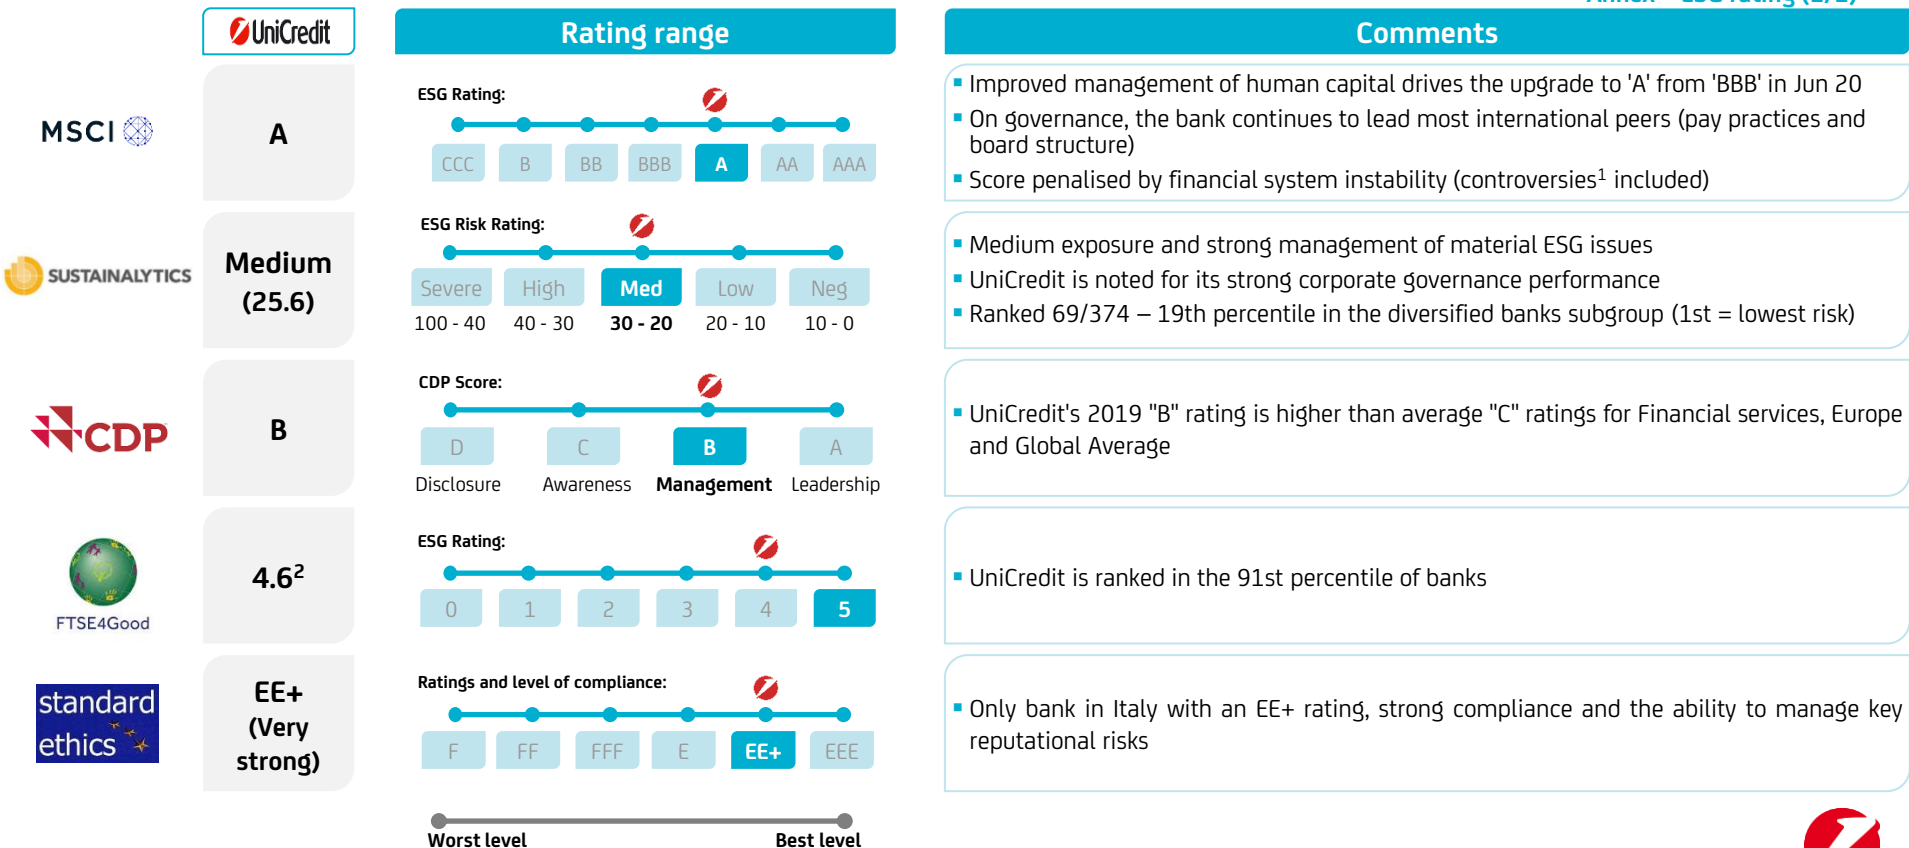 UniCredit
Rating range
Comments
MSCI
A
ESG Rating:
CCC B BB BBB A AA AAA
▪ Improved management of human capital drives the upgrade to 'A' from 'BBB' in Jun 20
▪ On governance, the bank continues to lead most international peers (pay practices and
board structure)
▪ Score penalised by financial system instability (controversies¹ included)
SUSTAINALYTICS
Medium
(25.6)
ESG Risk Rating:
Severe High Med Low Neg
100 - 40 40 - 30 30 - 20 20 - 10 10 - 0
▪ Medium exposure and strong management of material ESG issues
▪ UniCredit is noted for its strong corporate governance performance
▪ Ranked 69/374 – 19th percentile in the diversified banks subgroup (1st = lowest risk)
CDP
B
CDP Score:
D C B A
Disclosure Awareness Management Leadership
▪ UniCredit's 2019 "B" rating is higher than average "C" ratings for Financial services, Europe
and Global Average
FTSE4Good
4.6²
ESG Rating:
0 1 2 3 4 5
▪ UniCredit is ranked in the 91st percentile of banks
standard
ethics
EE+
(Very
strong)
Ratings and level of compliance:
F FF FFF E EE+ EEE
▪ Only bank in Italy with an EE+ rating, strong compliance and the ability to manage key
reputational risks
Worst level Best level